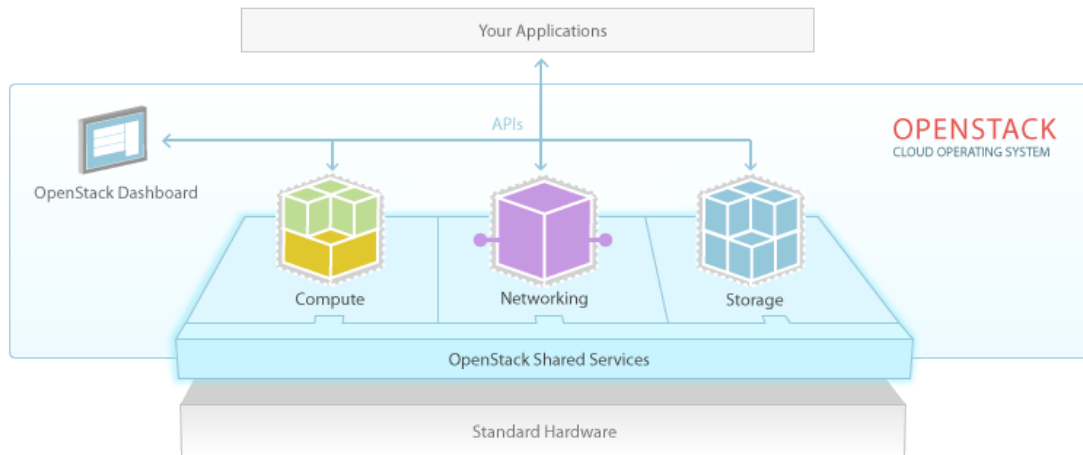 Your Applications
APIs
OPENSTACK
CLOUD OPERATING SYSTEM
OpenStack Dashboard
Compute
Networking
Storage
OpenStack Shared Services
Standard Hardware